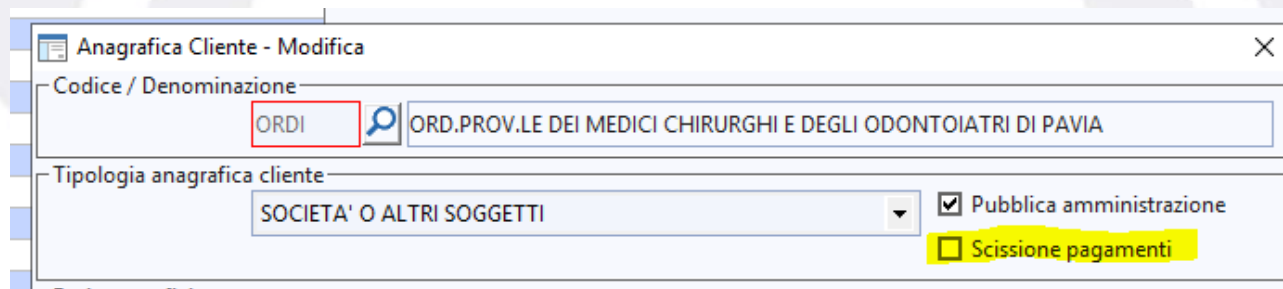 Anagrafica Cliente - Modifica
Codice / Denominazione
ORDI ORD.PROV.LE DEI MEDICI CHIRURGHI E DEGLI ODONTOIATRI DI PAVIA
Tipologia anagrafica cliente
SOCIETA' O ALTRI SOGGETTI Pubblica amministrazione
Scissione pagamenti